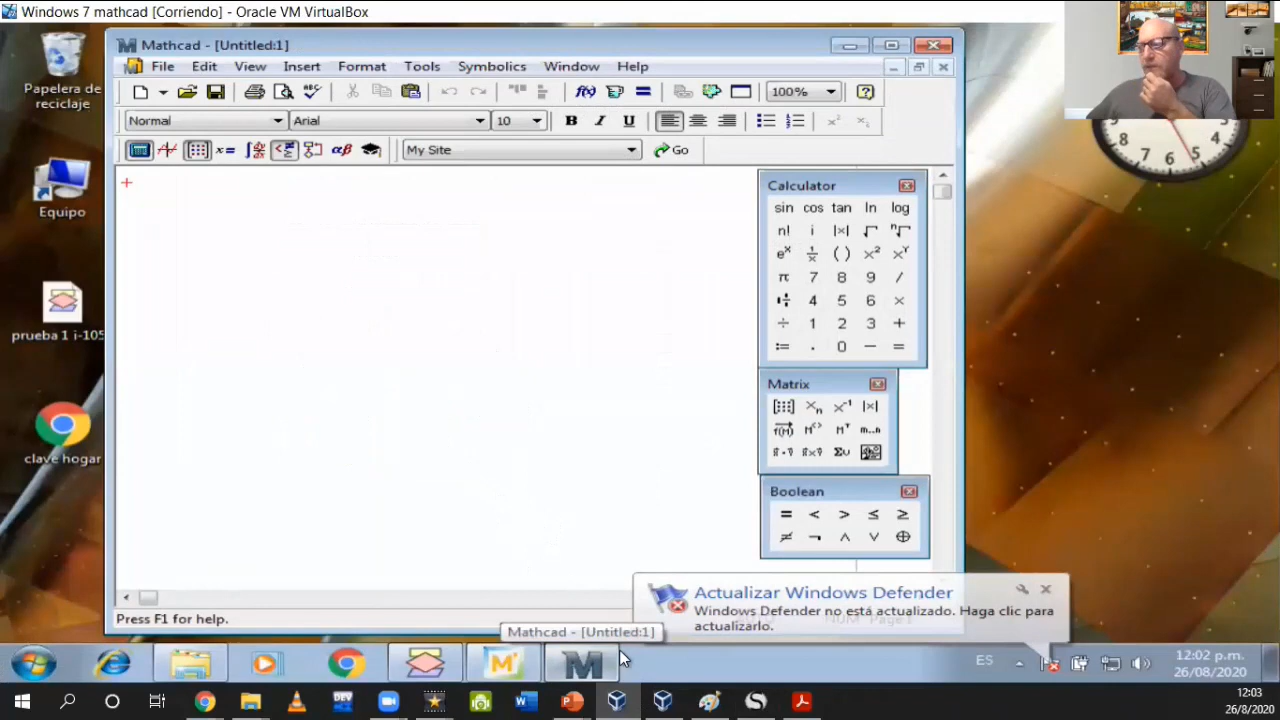 Windows 7 mathcad [Corriendo] - Oracle VM VirtualBox
Papelera de
reciclaje
Equipo
prueba 1 i-105
clave hogar
Mathcad - [Untitled:1]
File Edit View Insert Format Tools Symbolics Window Help
100%
Normal Arial 10 B I U
My Site Go
Calculator
sin cos tan ln log
n! i |×|
π 7 8 9 /
4 5 6 ×
÷ 1 2 3 +
:= . 0 − =
Matrix
Boolean
= < > ≤ ≥
≠ ¬ ∧ ∨ ⊕
Press F1 for help.
Actualizar Windows Defender
Windows Defender no está actualizado. Haga clic para
actualizarlo.
Mathcad - [Untitled:1]
ES
12:02 p.m.
26/08/2020
12:03
26/8/2020